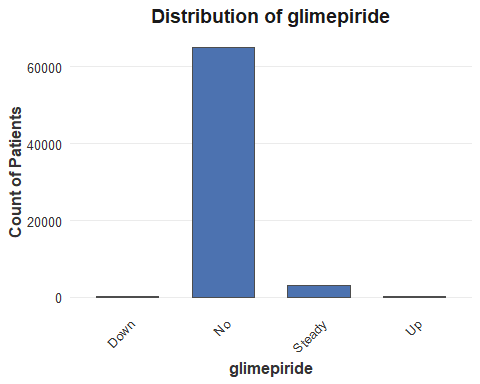 Distribution of glimepiride
Count of Patients
60000
40000
20000
0
Down
No
Steady
Up
glimepiride